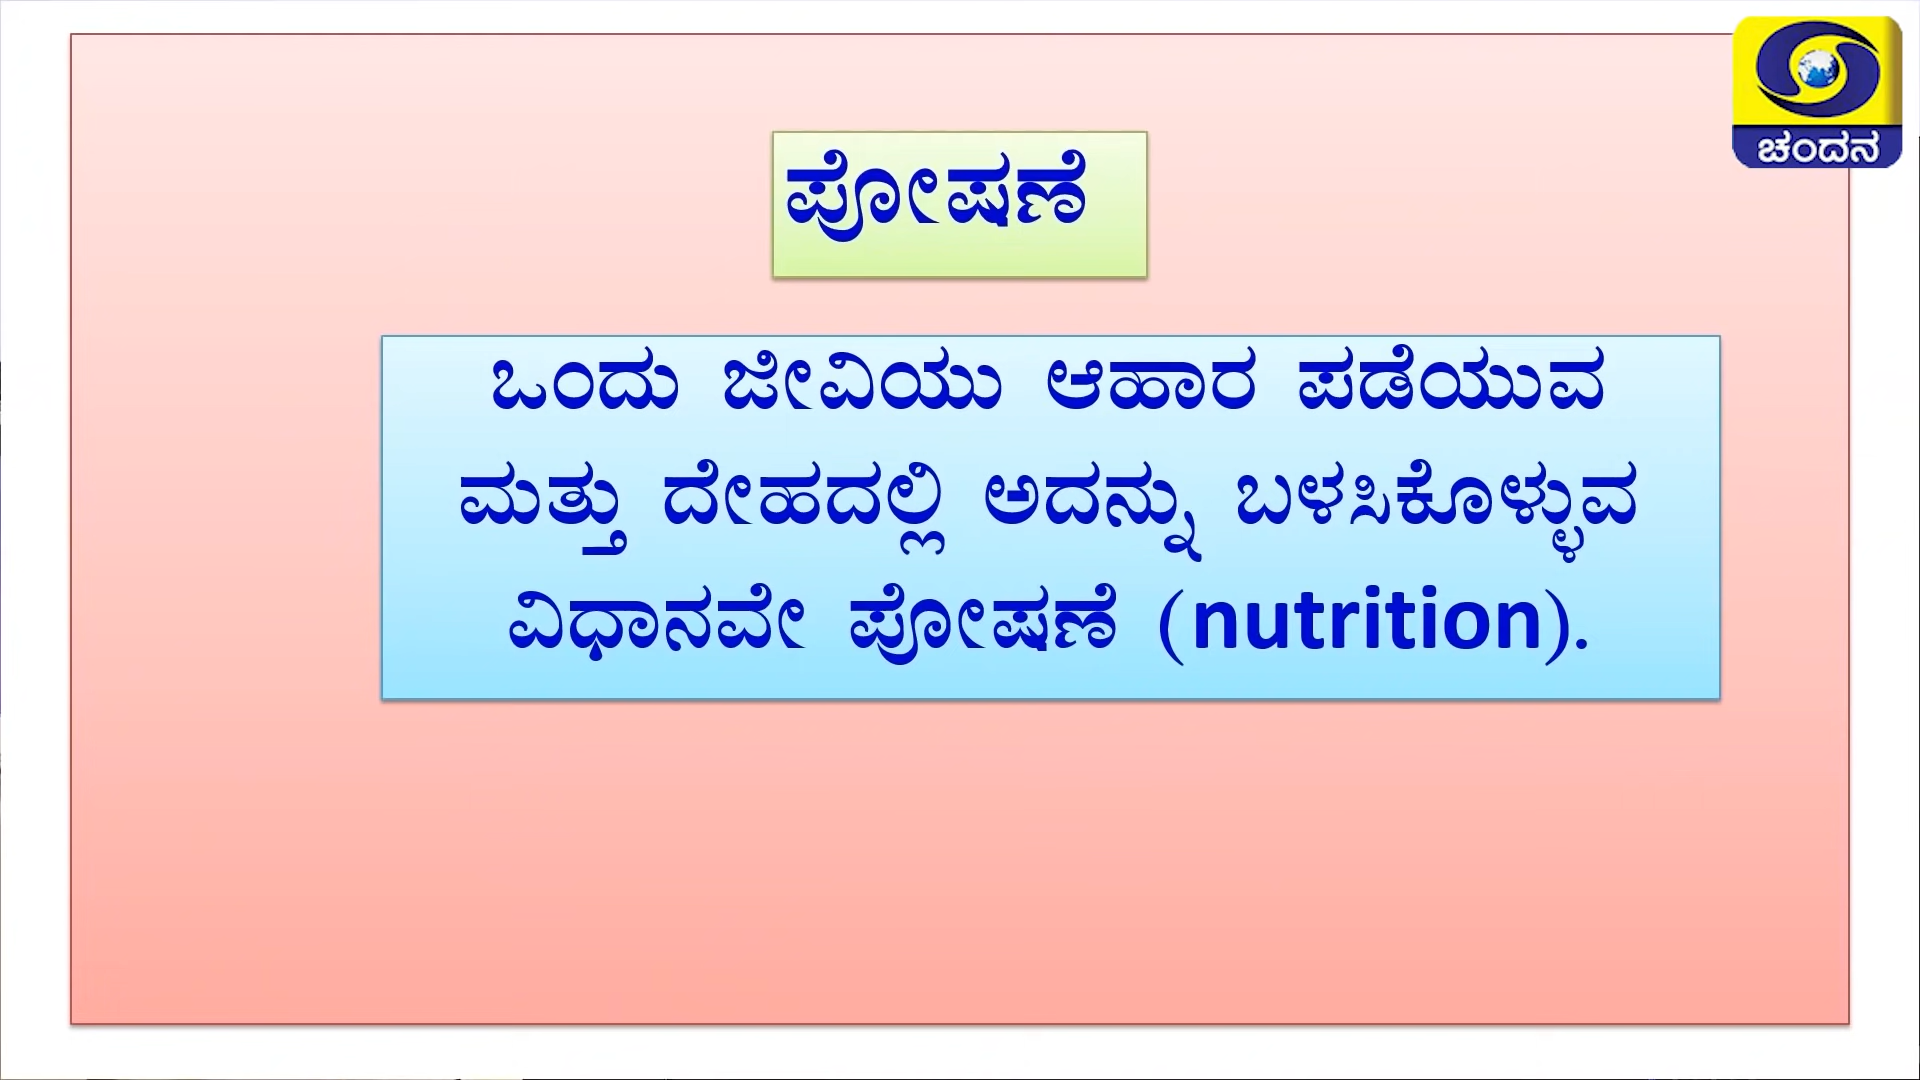 ಚಂದನ
ಪೋಷಣೆ
ಒಂದು ಜೀವಿಯು ಆಹಾರ ಪಡೆಯುವ
ಮತ್ತು ದೇಹದಲ್ಲಿ ಅದನ್ನು ಬಳಸಿಕೊಳ್ಳುವ
ವಿಧಾನವೇ ಪೋಷಣೆ (nutrition).